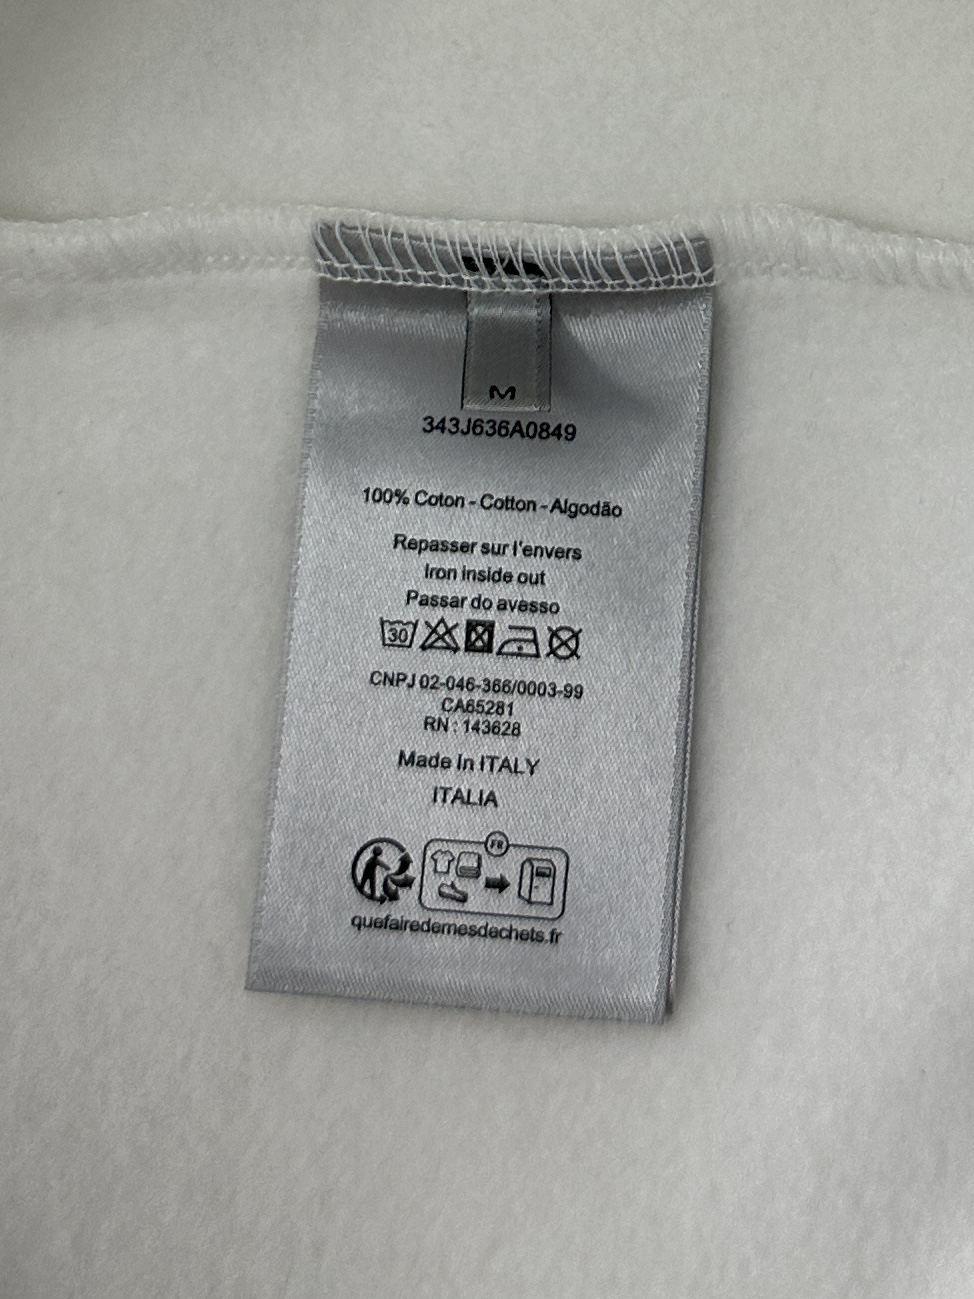 M
343J636A0849
100% Coton - Cotton - Algodão
Repasser sur l'envers
Iron inside out
Passar do avesso
30
CNPJ 02-046-366/0003-99
CA65281
RN : 143628
Made In ITALY
ITALIA
FR
quefairedemesdechets.fr